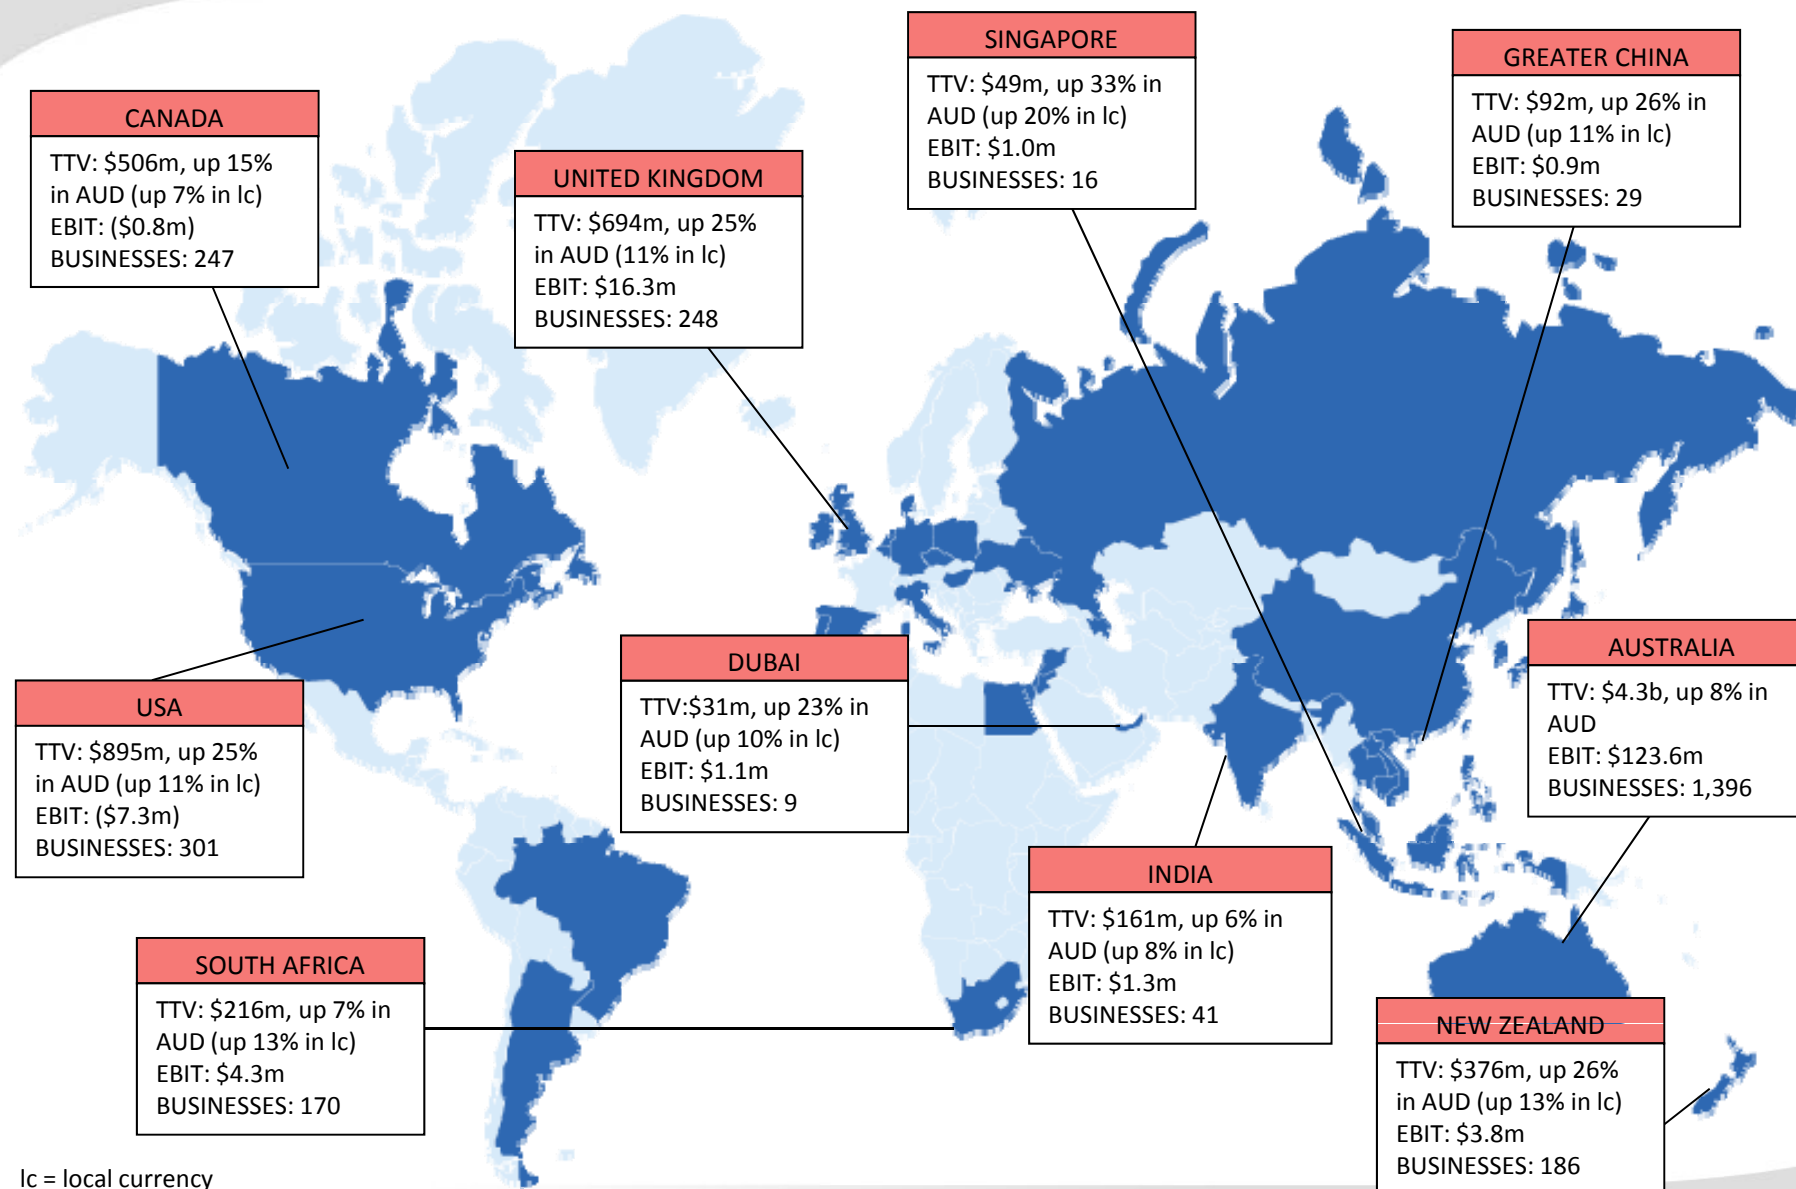 SINGAPORE
TTV: $49m, up 33% in
AUD (up 20% in lc)
EBIT: $1.0m
BUSINESSES: 16
GREATER CHINA
TTV: $92m, up 26% in
AUD (up 11% in lc)
EBIT: $0.9m
BUSINESSES: 29
CANADA
TTV: $506m, up 15%
in AUD (up 7% in lc)
EBIT: ($0.8m)
BUSINESSES: 247
UNITED KINGDOM
TTV: $694m, up 25%
in AUD (11% in lc)
EBIT: $16.3m
BUSINESSES: 248
DUBAI
TTV:$31m, up 23% in
AUD (up 10% in lc)
EBIT: $1.1m
BUSINESSES: 9
AUSTRALIA
TTV: $4.3b, up 8% in
AUD
EBIT: $123.6m
BUSINESSES: 1,396
USA
TTV: $895m, up 25%
in AUD (up 11% in lc)
EBIT: ($7.3m)
BUSINESSES: 301
INDIA
TTV: $161m, up 6% in
AUD (up 8% in lc)
EBIT: $1.3m
BUSINESSES: 41
SOUTH AFRICA
TTV: $216m, up 7% in
AUD (up 13% in lc)
EBIT: $4.3m
BUSINESSES: 170
NEW ZEALAND
TTV: $376m, up 26%
in AUD (up 13% in lc)
EBIT: $3.8m
BUSINESSES: 186
lc = local currency